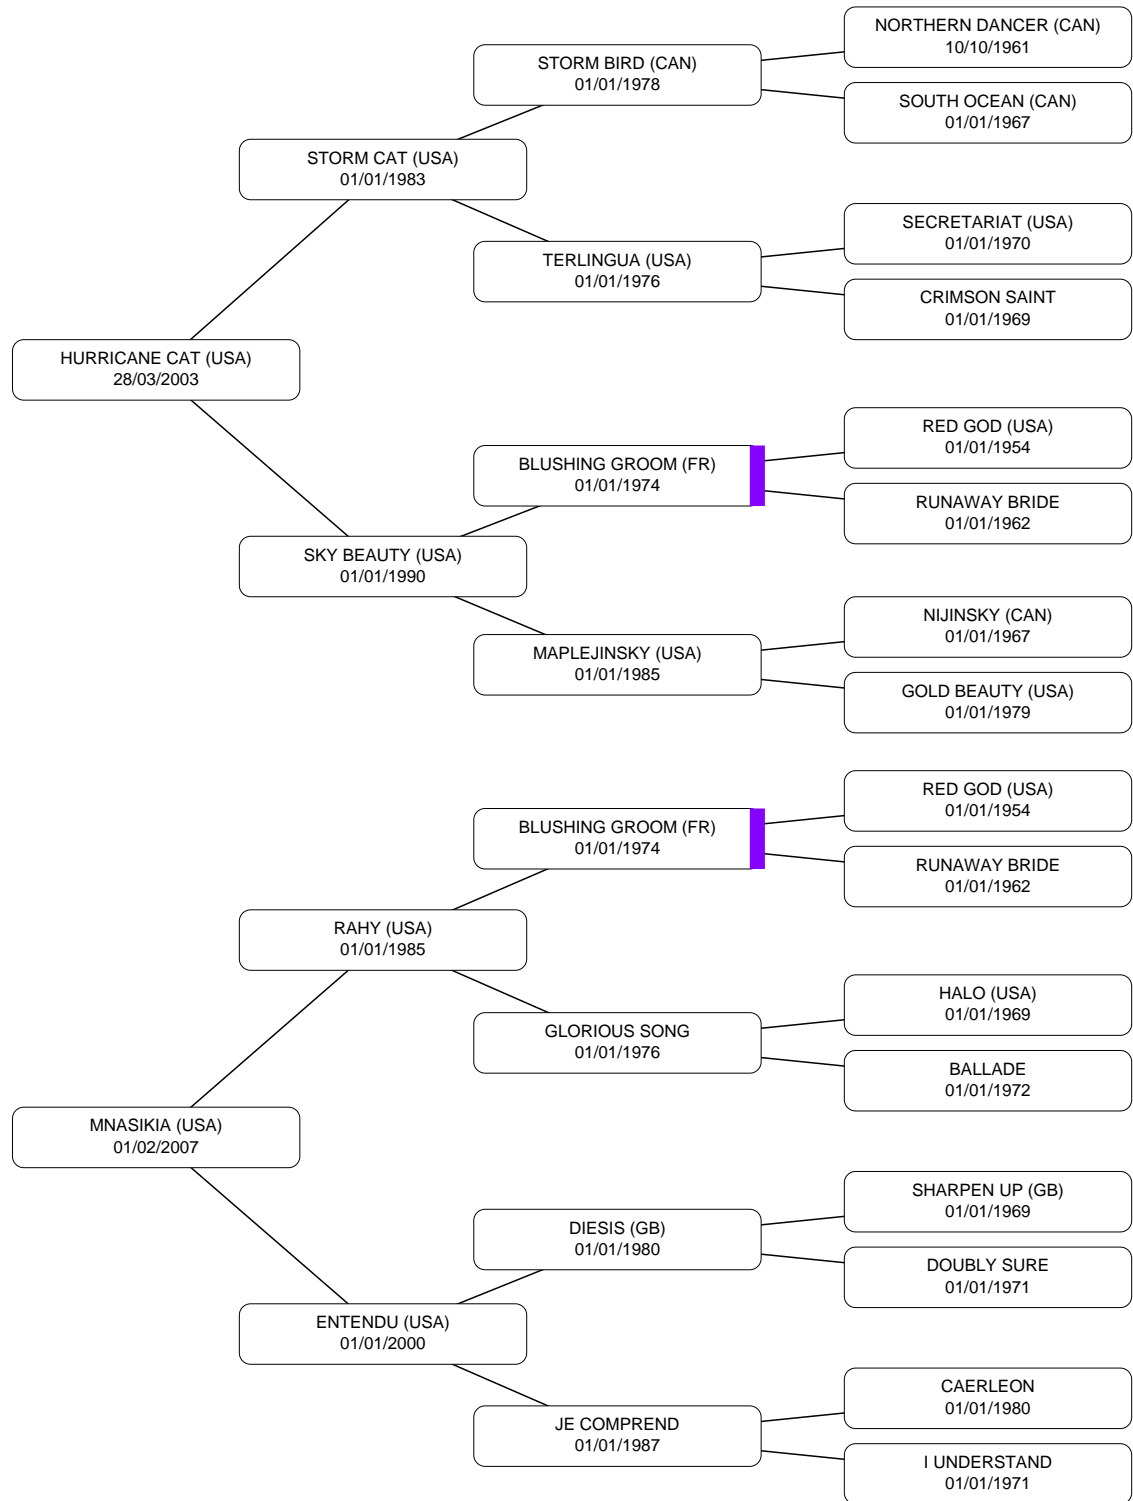 NORTHERN DANCER (CAN)
10/10/1961
STORM BIRD (CAN)
01/01/1978
SOUTH OCEAN (CAN)
01/01/1967
STORM CAT (USA)
01/01/1983
SECRETARIAT (USA)
01/01/1970
TERLINGUA (USA)
01/01/1976
CRIMSON SAINT
01/01/1969
HURRICANE CAT (USA)
28/03/2003
RED GOD (USA)
01/01/1954
BLUSHING GROOM (FR)
01/01/1974
RUNAWAY BRIDE
01/01/1962
SKY BEAUTY (USA)
01/01/1990
NIJINSKY (CAN)
01/01/1967
MAPLEJINSKY (USA)
01/01/1985
GOLD BEAUTY (USA)
01/01/1979
RED GOD (USA)
01/01/1954
BLUSHING GROOM (FR)
01/01/1974
RUNAWAY BRIDE
01/01/1962
RAHY (USA)
01/01/1985
HALO (USA)
01/01/1969
GLORIOUS SONG
01/01/1976
BALLADE
01/01/1972
MNASIKIA (USA)
01/02/2007
SHARPEN UP (GB)
01/01/1969
DIESIS (GB)
01/01/1980
DOUBLY SURE
01/01/1971
ENTENDU (USA)
01/01/2000
CAERLEON
01/01/1980
JE COMPREND
01/01/1987
I UNDERSTAND
01/01/1971